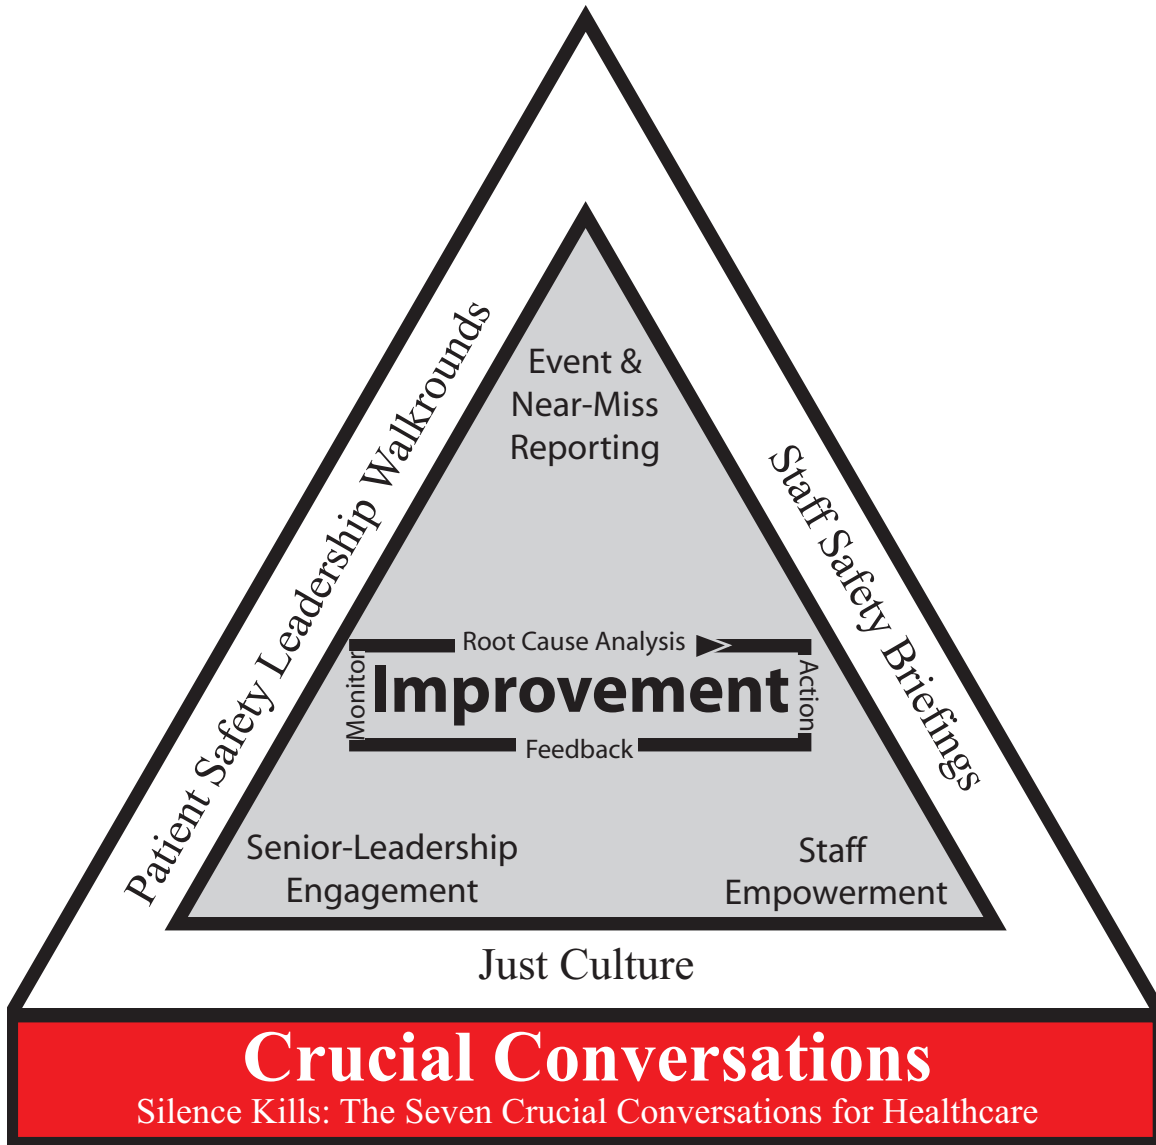 Patient Safety Leadership Walkrounds
Staff Safety Briefings
Event &
Near-Miss
Reporting
Root Cause Analysis
Monitor
Improvement
Action
Feedback
Senior-Leadership
Engagement
Staff
Empowerment
Just Culture
Crucial Conversations
Silence Kills: The Seven Crucial Conversations for Healthcare